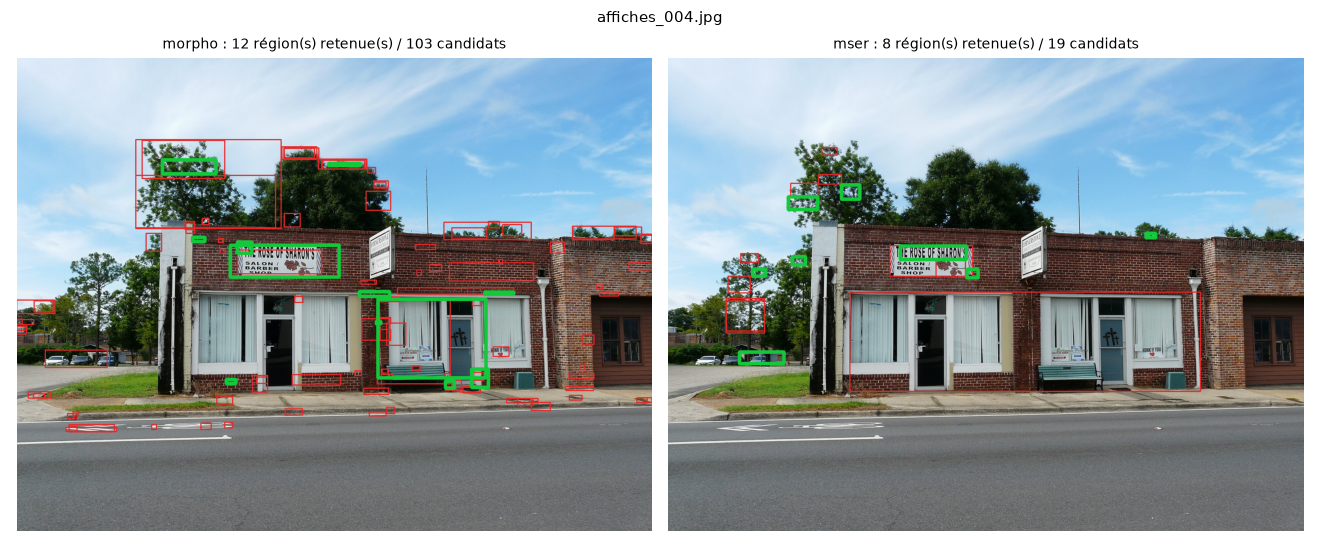 affiches_004.jpg
morpho : 12 région(s) retenue(s) / 103 candidats
mser : 8 région(s) retenue(s) / 19 candidats
THE ROSE OF SHARON'S
SALON /
BARBER
SHOP
THE ROSE OF SHARON'S
SALON /
BARBER
SHOP